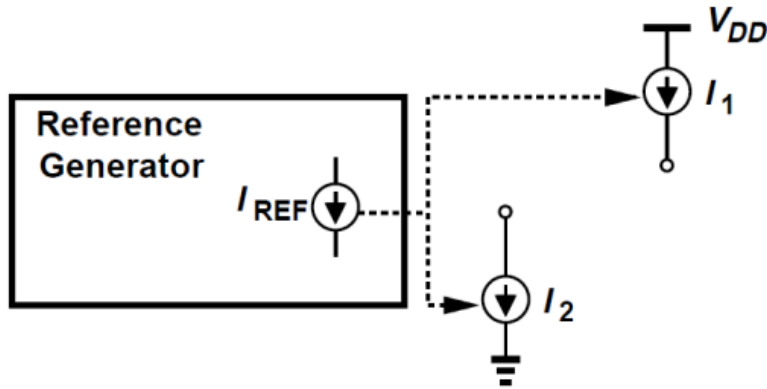 V_DD
Reference
Generator
I_REF
I_1
I_2